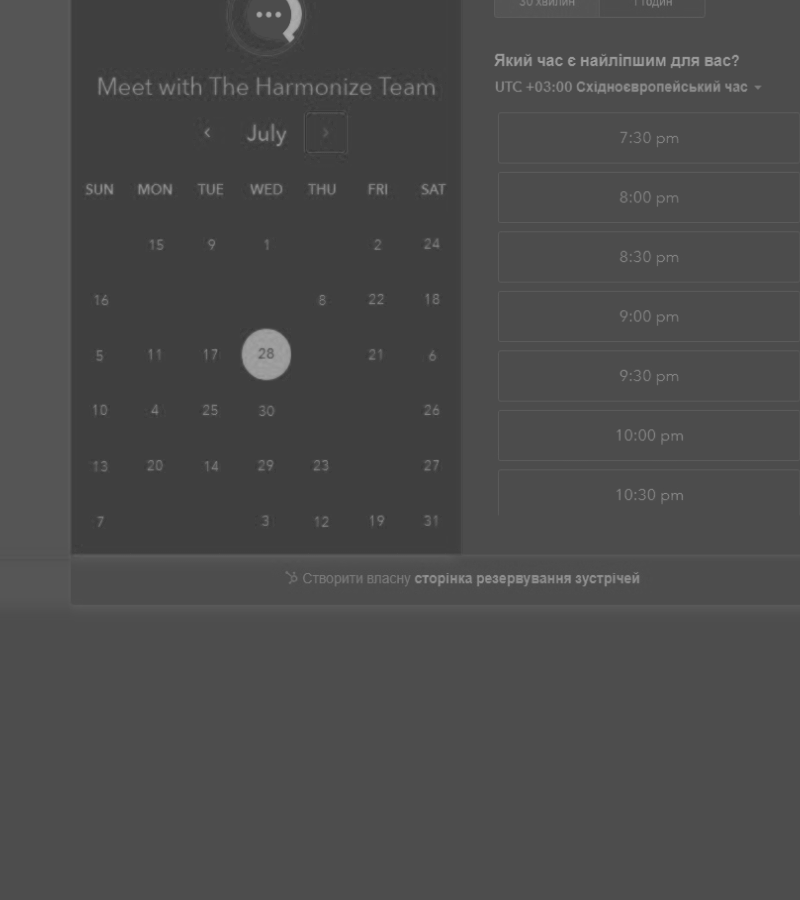 30 хвилин 1 годин
Meet with The Harmonize Team
July
SUN MON TUE WED THU FRI SAT
15 9 1 2 24
16 8 22 18
5 11 17 28 21 6
10 4 25 30 26
13 20 14 29 23 27
7 3 12 19 31
Який час є найліпшим для вас?
UTC +03:00 Східноєвропейський час
7:30 pm
8:00 pm
8:30 pm
9:00 pm
9:30 pm
10:00 pm
10:30 pm
Створити власну сторінка резервування зустрічей